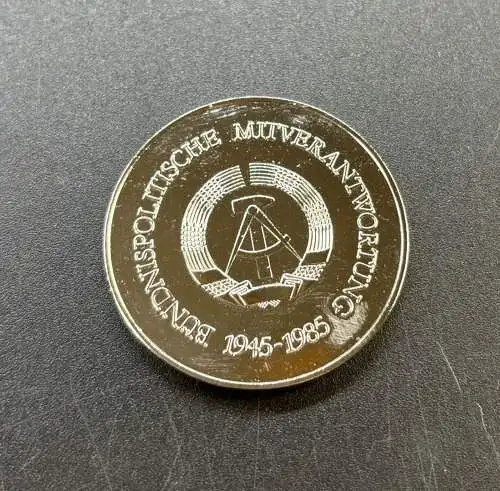 BÜNDNISPOLITISCHE MITVERANTWORTUNG
1945-1985